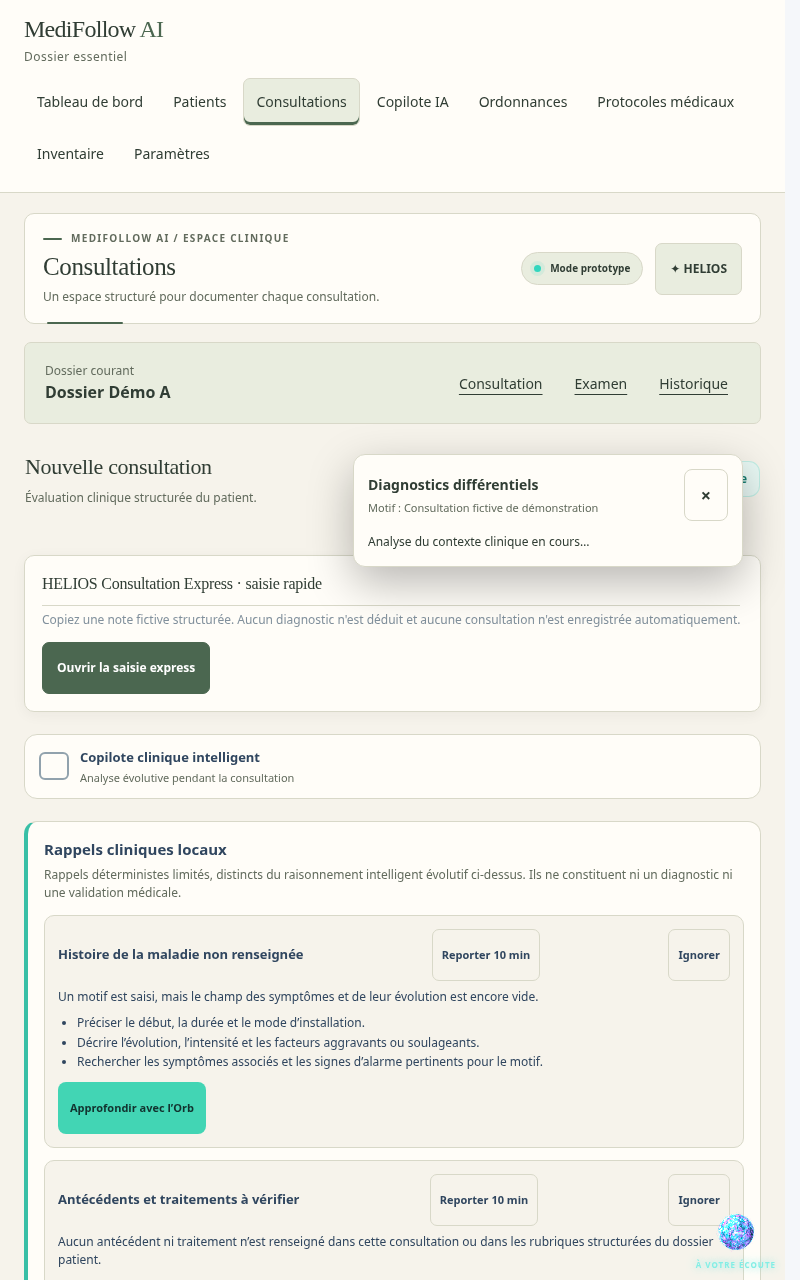 MediFollow AI
Dossier essentiel
Tableau de bord
Patients
Consultations
Copilote IA
Ordonnances
Protocoles médicaux
Inventaire
Paramètres
MEDIFOLLOW AI / ESPACE CLINIQUE
Consultations
Un espace structuré pour documenter chaque consultation.
Mode prototype
✦ HELIOS
Dossier courant
Dossier Démo A
Consultation
Examen
Historique
Nouvelle consultation
Évaluation clinique structurée du patient.
Diagnostics différentiels
Motif : Consultation fictive de démonstration
×
Analyse du contexte clinique en cours...
HELIOS Consultation Express · saisie rapide
Copiez une note fictive structurée. Aucun diagnostic n'est déduit et aucune consultation n'est enregistrée automatiquement.
Ouvrir la saisie express
Copilote clinique intelligent
Analyse évolutive pendant la consultation
Rappels cliniques locaux
Rappels déterministes limités, distincts du raisonnement intelligent évolutif ci-dessus. Ils ne constituent ni un diagnostic ni
une validation médicale.
Histoire de la maladie non renseignée
Reporter 10 min
Ignorer
Un motif est saisi, mais le champ des symptômes et de leur évolution est encore vide.
• Préciser le début, la durée et le mode d’installation.
• Décrire l’évolution, l’intensité et les facteurs aggravants ou soulageants.
• Rechercher les symptômes associés et les signes d’alarme pertinents pour le motif.
Approfondir avec l’Orb
Antécédents et traitements à vérifier
Reporter 10 min
Ignorer
Aucun antécédent ni traitement n’est renseigné dans cette consultation ou dans les rubriques structurées du dossier
patient.
À VOTRE ÉCOUTE